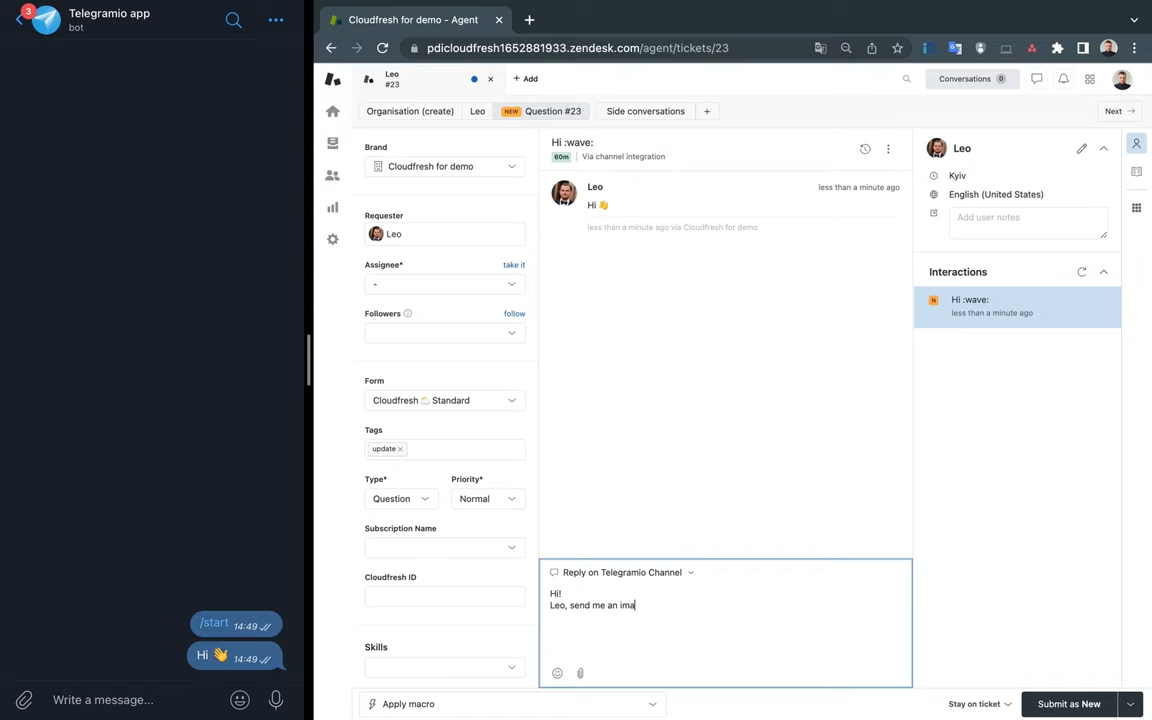 3
Telegramio app
bot
/start 14:49
Hi 👋 14:49
Write a message...
Cloudfresh for demo - Agent
pdicloudfresh1652881933.zendesk.com/agent/tickets/23
Leo
#23
Add
Conversations 0
Organisation (create)
Leo
NEW Question #23
Side conversations
Next
Brand
Cloudfresh for demo
Requester
Leo
Assignee*
take it
-
Followers
follow
Form
Cloudfresh ⛅ Standard
Tags
update
Type*
Priority*
Question
Normal
Subscription Name
Cloudfresh ID
Skills
Hi :wave:
60m Via channel integration
Leo
less than a minute ago
Hi 👋
less than a minute ago via Cloudfresh for demo
Reply on Telegramio Channel
Hi!
Leo, send me an ima
Apply macro
Stay on ticket
Submit as New
Leo
Kyiv
English (United States)
Add user notes
Interactions
N
Hi :wave:
less than a minute ago